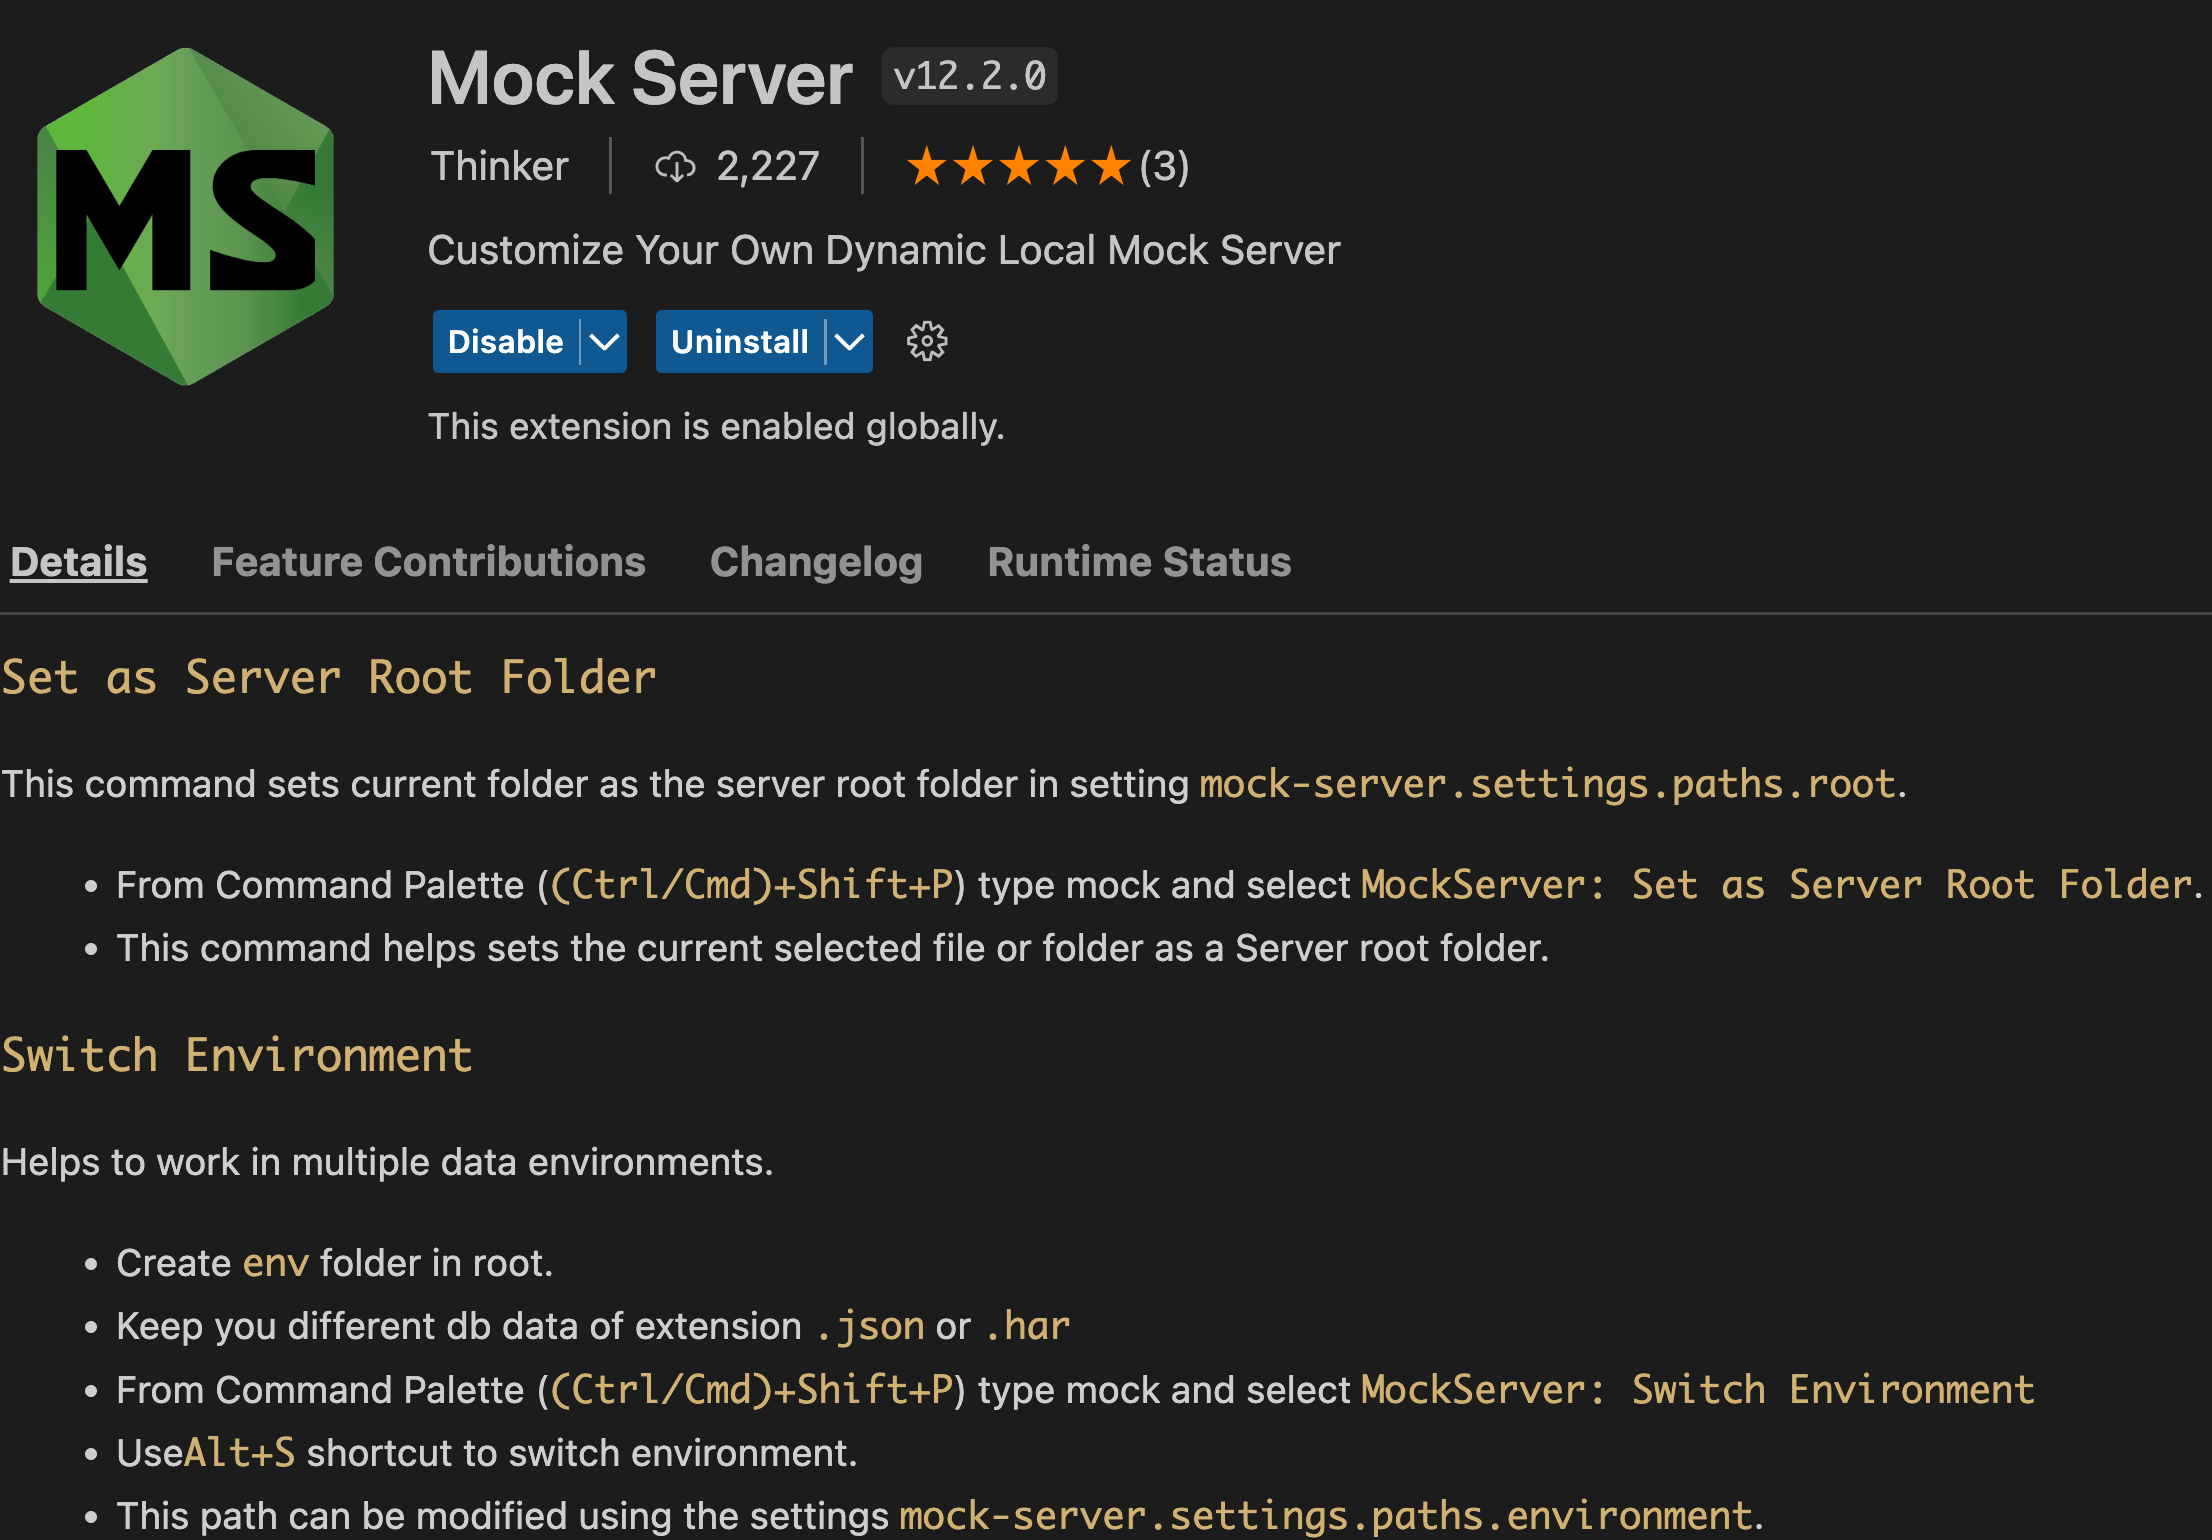 MS
Mock Server v12.2.0
Thinker 2,227 ★★★★★(3)
Customize Your Own Dynamic Local Mock Server
Disable Uninstall
This extension is enabled globally.
Details Feature Contributions Changelog Runtime Status
Set as Server Root Folder
This command sets current folder as the server root folder in setting mock-server.settings.paths.root.
• From Command Palette ((Ctrl/Cmd)+Shift+P) type mock and select MockServer: Set as Server Root Folder.
• This command helps sets the current selected file or folder as a Server root folder.
Switch Environment
Helps to work in multiple data environments.
• Create env folder in root.
• Keep you different db data of extension .json or .har
• From Command Palette ((Ctrl/Cmd)+Shift+P) type mock and select MockServer: Switch Environment
• UseAlt+S shortcut to switch environment.
• This path can be modified using the settings mock-server.settings.paths.environment.